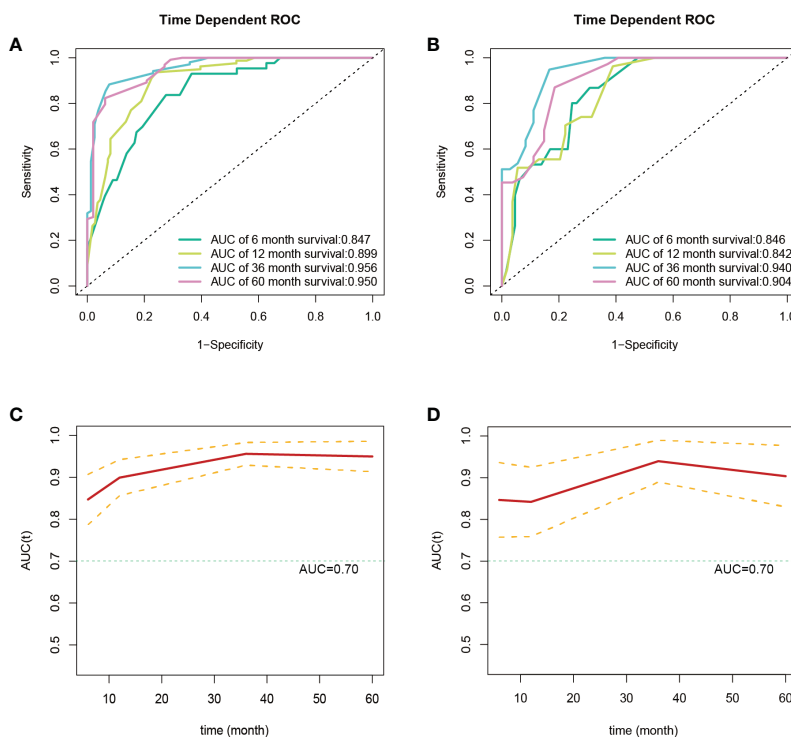 Time Dependent ROC
A
1.0
0.8
0.6
0.4
0.2
0.0
Sensitivity
AUC of 6 month survival:0.847
AUC of 12 month survival:0.899
AUC of 36 month survival:0.956
AUC of 60 month survival:0.950
0.0 0.2 0.4 0.6 0.8 1.0
1−Specificity
Time Dependent ROC
B
1.0
0.8
0.6
0.4
0.2
0.0
Sensitivity
AUC of 6 month survival:0.846
AUC of 12 month survival:0.842
AUC of 36 month survival:0.940
AUC of 60 month survival:0.904
0.0 0.2 0.4 0.6 0.8 1.0
1−Specificity
C
1.0
0.9
0.8
0.7
0.6
0.5
AUC(t)
AUC=0.70
10 20 30 40 50 60
time (month)
D
1.0
0.9
0.8
0.7
0.6
0.5
AUC(t)
AUC=0.70
10 20 30 40 50 60
time (month)